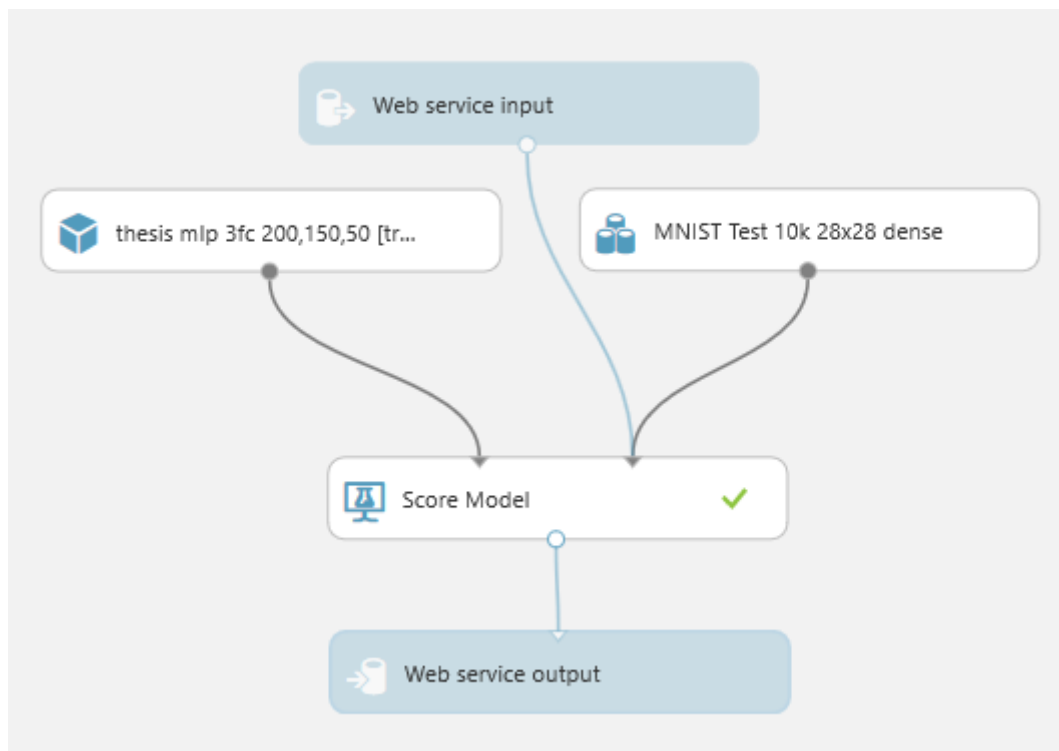 Web service input
thesis mlp 3fc 200,150,50 [tr...
MNIST Test 10k 28x28 dense
Score Model
Web service output